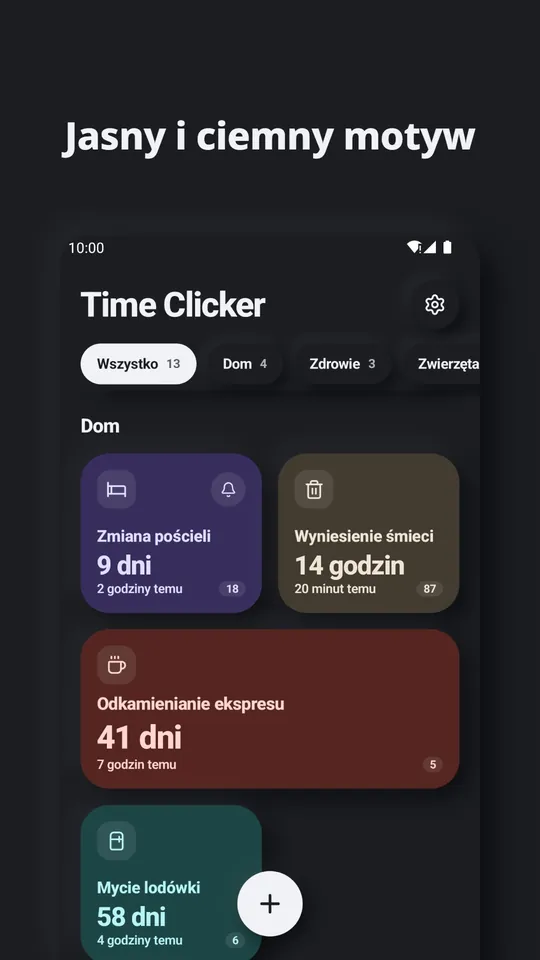 Jasny i ciemny motyw
10:00
Time Clicker
Wszystko 13 Dom 4 Zdrowie 3 Zwierzęta
Dom
Zmiana pościeli
9 dni
2 godziny temu 18
Wyniesienie śmieci
14 godzin
20 minut temu 87
Odkamienianie ekspresu
41 dni
7 godzin temu 5
Mycie lodówki
58 dni
4 godziny temu 6